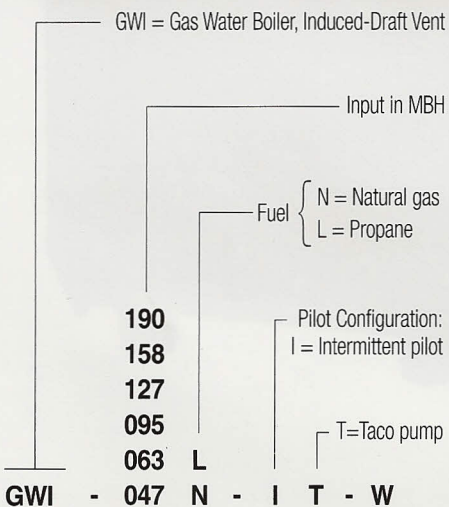 GWI = Gas Water Boiler, Induced-Draft Vent
Input in MBH
Fuel { N = Natural gas
L = Propane
190
158
127
095
063 L
Pilot Configuration:
I = Intermittent pilot
T=Taco pump
GWI - 047 N - I T - W